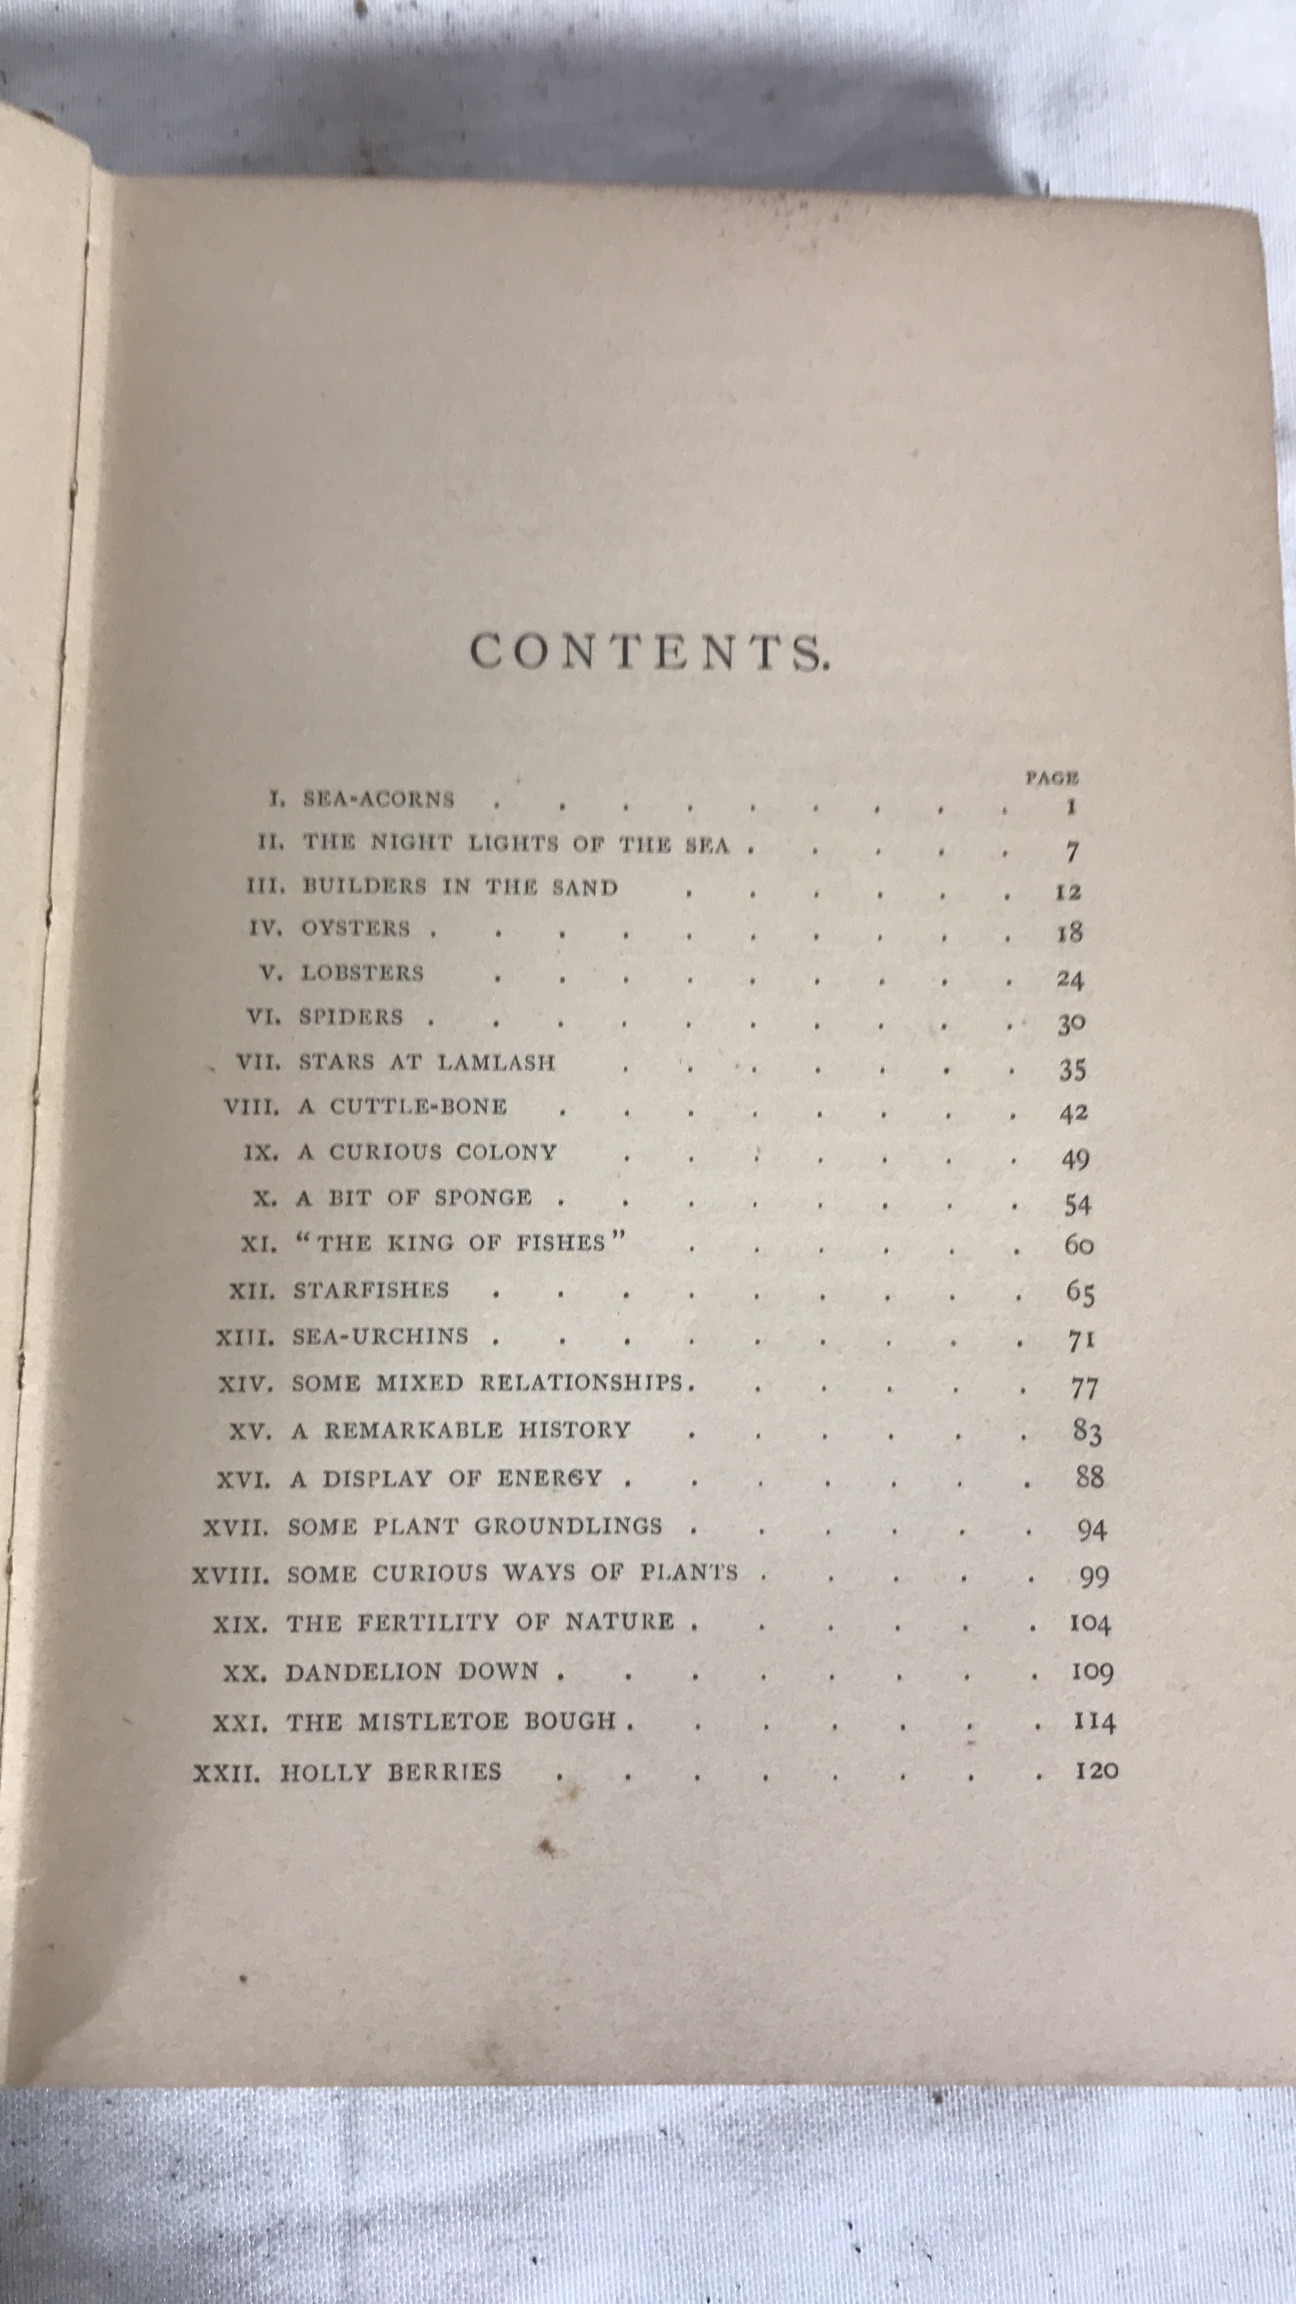 CONTENTS.
PAGE
I. SEA-ACORNS . . . . . . . . . 1
II. THE NIGHT LIGHTS OF THE SEA . . . . . 7
III. BUILDERS IN THE SAND . . . . . . 12
IV. OYSTERS . . . . . . . . . . 18
V. LOBSTERS . . . . . . . . . 24
VI. SPIDERS . . . . . . . . . . 30
VII. STARS AT LAMLASH . . . . . . . 35
VIII. A CUTTLE-BONE . . . . . . . . 42
IX. A CURIOUS COLONY . . . . . . . 49
X. A BIT OF SPONGE . . . . . . . . 54
XI. “THE KING OF FISHES” . . . . . . 60
XII. STARFISHES . . . . . . . . . 65
XIII. SEA-URCHINS . . . . . . . . . 71
XIV. SOME MIXED RELATIONSHIPS . . . . . . 77
XV. A REMARKABLE HISTORY . . . . . . 83
XVI. A DISPLAY OF ENERGY . . . . . . . 88
XVII. SOME PLANT GROUNDLINGS . . . . . . 94
XVIII. SOME CURIOUS WAYS OF PLANTS . . . . . 99
XIX. THE FERTILITY OF NATURE . . . . . . 104
XX. DANDELION DOWN . . . . . . . . 109
XXI. THE MISTLETOE BOUGH . . . . . . . 114
XXII. HOLLY BERRIES . . . . . . . . 120